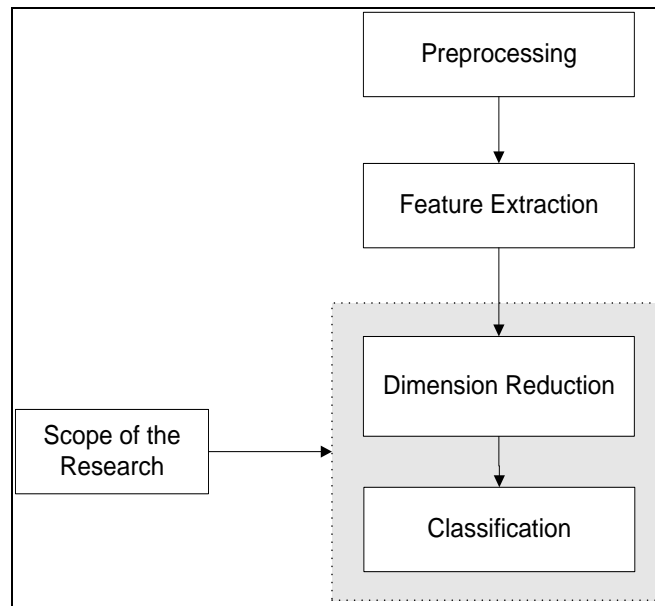 Preprocessing
Feature Extraction
Dimension Reduction
Scope of the
Research
Classification